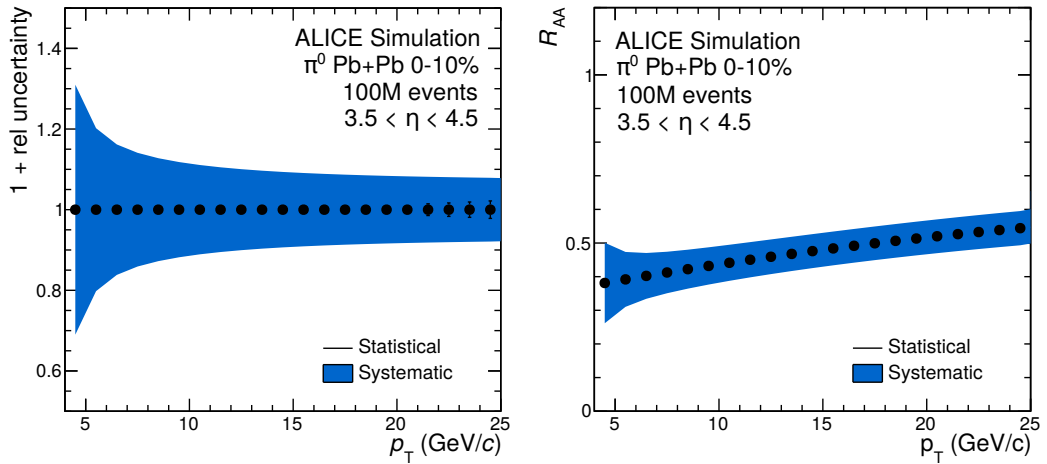 1 + rel uncertainty
1.4
1.2
1
0.8
0.6
ALICE Simulation
π⁰ Pb+Pb 0-10%
100M events
3.5 < η < 4.5
Statistical
Systematic
5
10
15
20
25
p_T (GeV/c)
R_AA
1
0.5
0
ALICE Simulation
π⁰ Pb+Pb 0-10%
100M events
3.5 < η < 4.5
Statistical
Systematic
5
10
15
20
25
p_T (GeV/c)